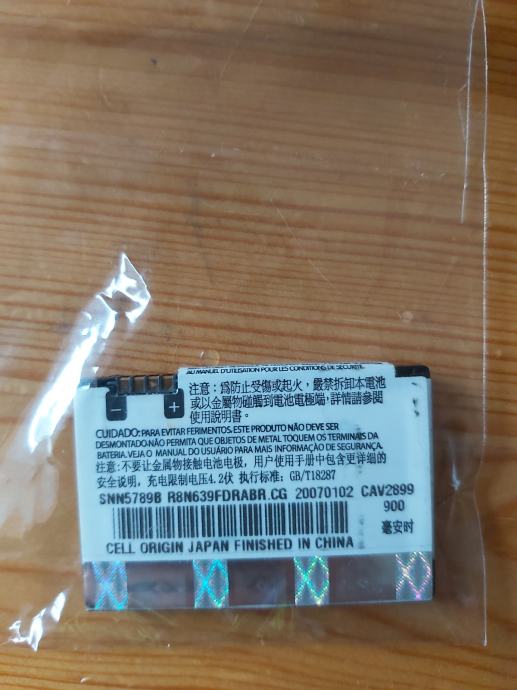 AU MANUEL D'UTILISATION POUR LES CONDITIONS DE SÉCURITÉ.
注意：為防止受傷或起火，嚴禁拆卸本電池
或以金屬物碰觸到電池電極端，詳情請參閱
使用說明書。
- +
CUIDADO: PARA EVITAR FERIMENTOS. ESTE PRODUTO NÃO DEVE SER
DESMONTADO-NÃO PERMITA QUE OBJETOS DE METAL TOQUEM OS TERMINAIS DA
BATERIA. VEJA O MANUAL DO USUÁRIO PARA MAIS INFORMAÇÃO DE SEGURANÇA.
注意：不要让金属物接触电池电极，用户使用手册中包含更详细的
安全说明，充电限制电压4.2伏 执行标准：GB/T18287
SNN5789B R8N639FDRABR.CG 20070102 CAV2899
900
毫安时
CELL ORIGIN JAPAN FINISHED IN CHINA